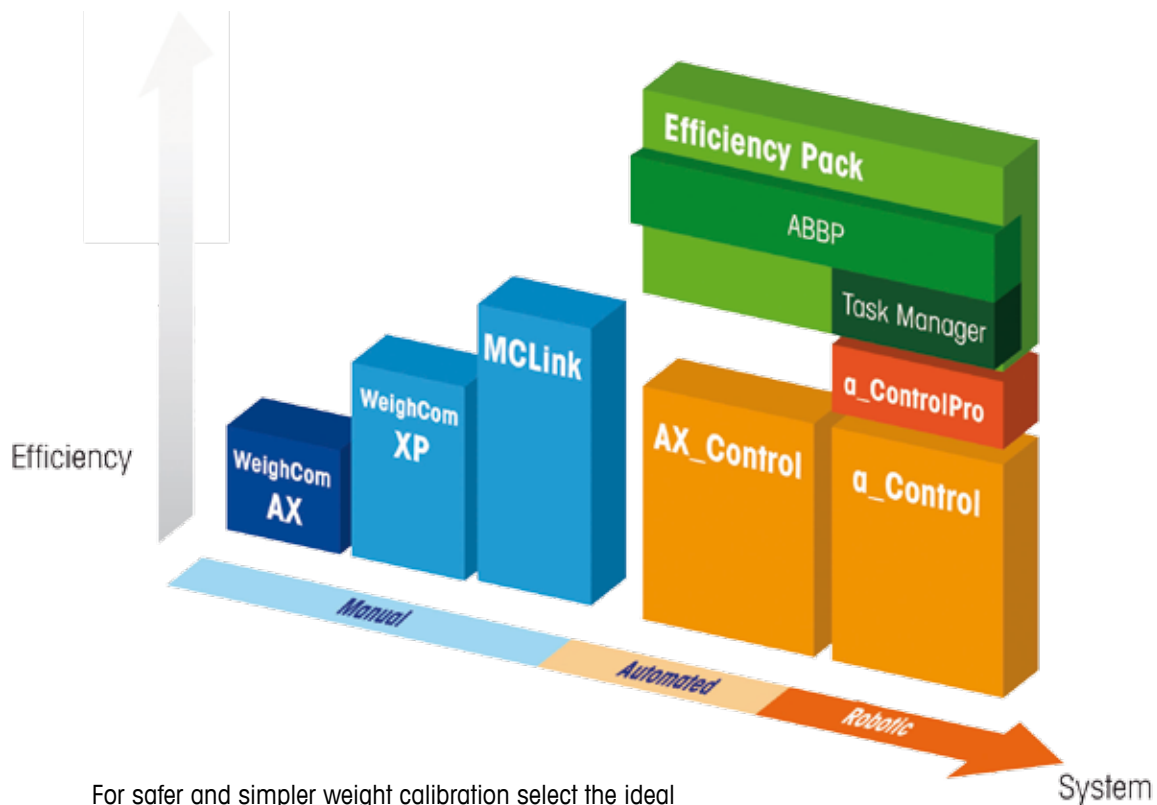 Efficiency Pack
ABBP
Task Manager
MCLink
WeighCom
XP
a_ControlPro
WeighCom
AX
AX_Control
a_Control
Efficiency
Manual
Automated
Robotic
System
For safer and simpler weight calibration select the ideal